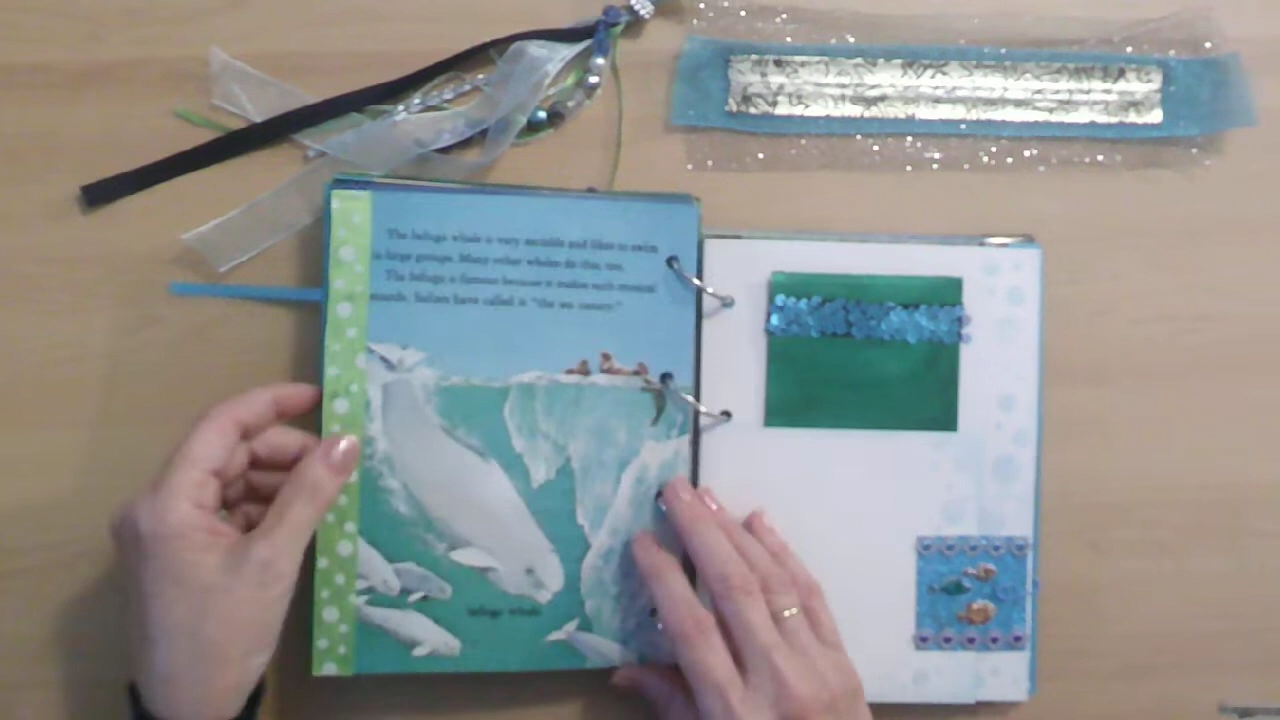 The beluga whale is very sociable and likes to swim
in large groups. Many other whales do this, too.
The beluga is famous because it makes such unusual
sounds. Sailors have called it "the sea canary."
beluga whale